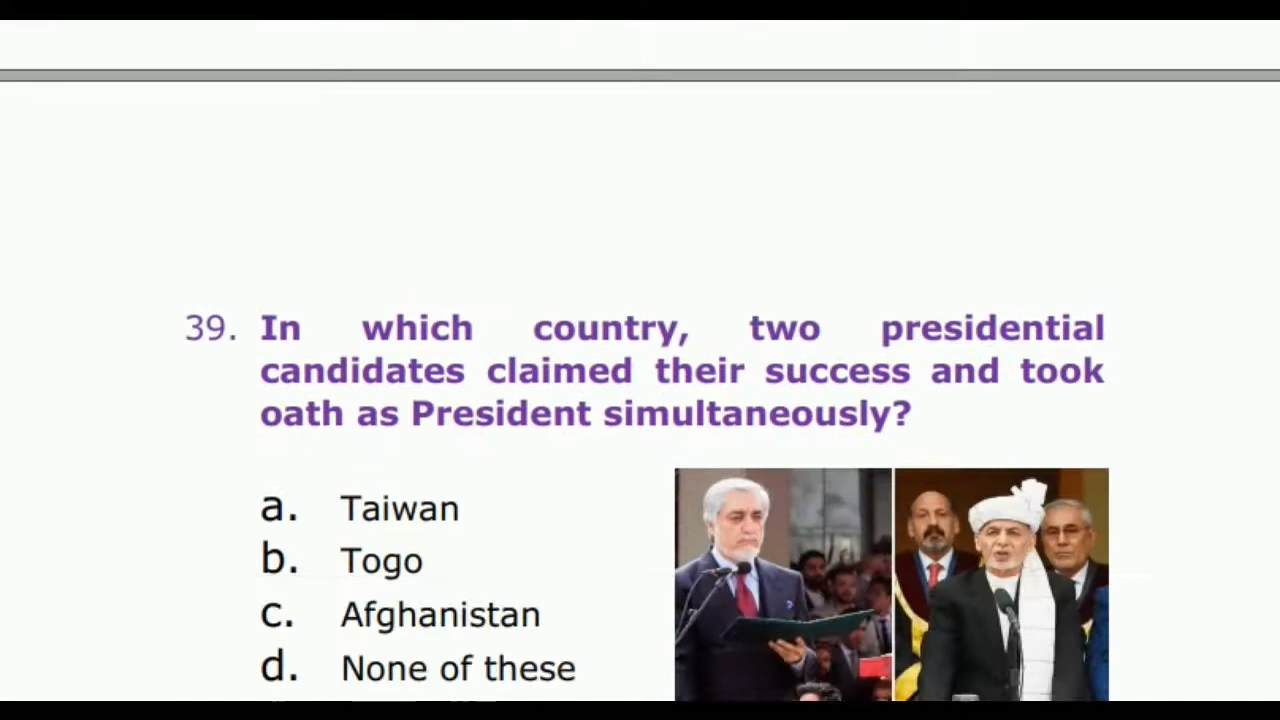 39. In which country, two presidential
candidates claimed their success and took
oath as President simultaneously?
a. Taiwan
b. Togo
c. Afghanistan
d. None of these